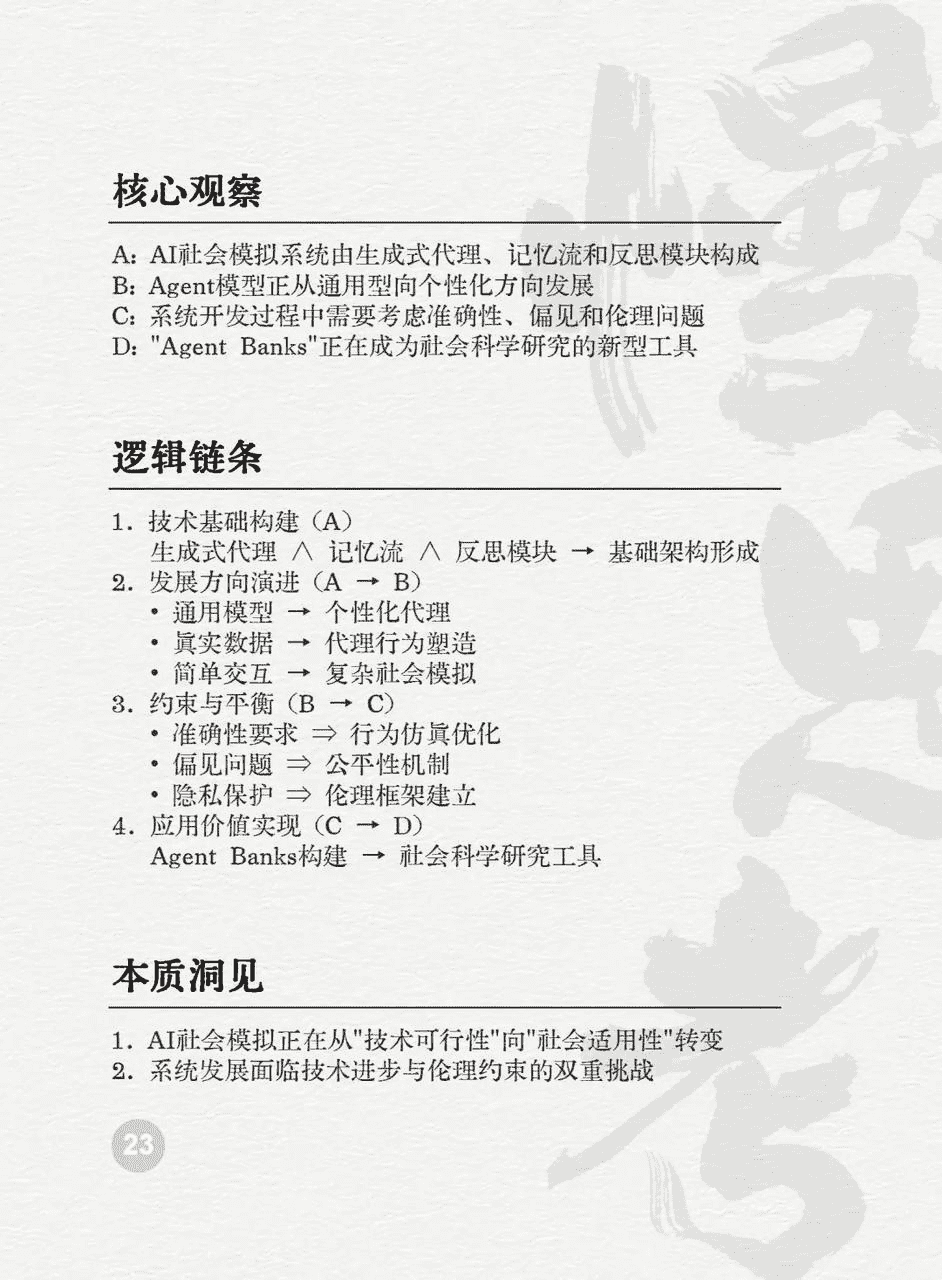 核心观察
A: AI社会模拟系统由生成式代理、记忆流和反思模块构成
B: Agent模型正从通用型向个性化方向发展
C: 系统开发过程中需要考虑准确性、偏见和伦理问题
D: "Agent Banks"正在成为社会科学研究的新型工具
逻辑链条
1. 技术基础构建（A）
生成式代理 ∧ 记忆流 ∧ 反思模块 → 基础架构形成
2. 发展方向演进（A → B）
• 通用模型 → 个性化代理
• 真实数据 → 代理行为塑造
• 简单交互 → 复杂社会模拟
3. 约束与平衡（B → C）
• 准确性要求 ⇒ 行为仿真优化
• 偏见问题 ⇒ 公平性机制
• 隐私保护 ⇒ 伦理框架建立
4. 应用价值实现（C → D）
Agent Banks构建 → 社会科学研究工具
本质洞见
1. AI社会模拟正在从"技术可行性"向"社会适用性"转变
2. 系统发展面临技术进步与伦理约束的双重挑战
23
慢思考